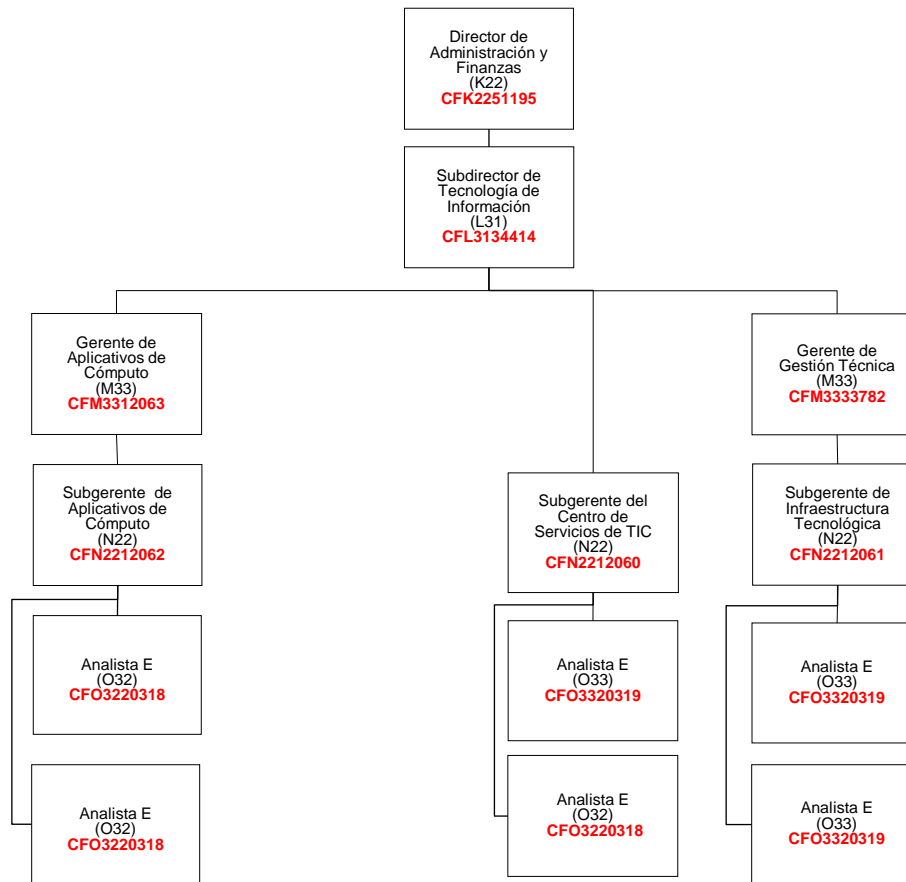 Director de
Administración y
Finanzas
(K22)
CFK2251195
Subdirector de
Tecnología de
Información
(L31)
CFL3134414
Gerente de
Aplicativos de
Cómputo
(M33)
CFM3312063
Gerente de
Gestión Técnica
(M33)
CFM3333782
Subgerente de
Aplicativos de
Cómputo
(N22)
CFN2212062
Subgerente del
Centro de
Servicios de TIC
(N22)
CFN2212060
Subgerente de
Infraestructura
Tecnológica
(N22)
CFN2212061
Analista E
(O32)
CFO3220318
Analista E
(O33)
CFO3320319
Analista E
(O33)
CFO3320319
Analista E
(O32)
CFO3220318
Analista E
(O32)
CFO3220318
Analista E
(O33)
CFO3320319